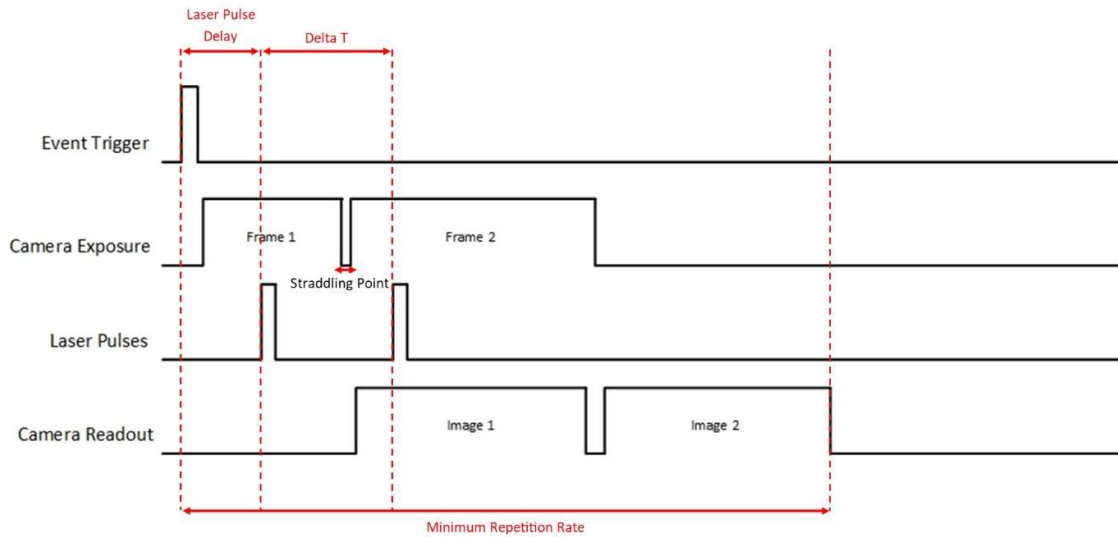 Laser Pulse
Delay
Delta T
Event Trigger
Camera Exposure
Frame 1
Frame 2
Straddling Point
Laser Pulses
Camera Readout
Image 1
Image 2
Minimum Repetition Rate